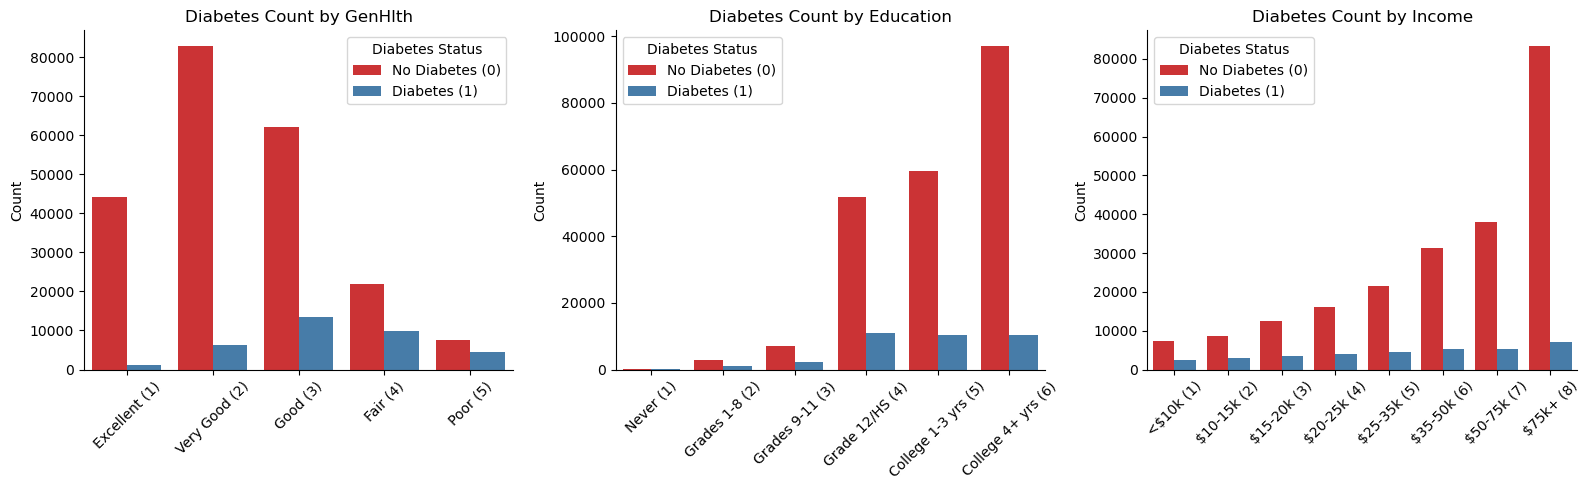 Diabetes Count by GenHlth
Count
80000
70000
60000
50000
40000
30000
20000
10000
0
Diabetes Status
No Diabetes (0)
Diabetes (1)
Excellent (1)
Very Good (2)
Good (3)
Fair (4)
Poor (5)
Diabetes Count by Education
Count
100000
80000
60000
40000
20000
0
Diabetes Status
No Diabetes (0)
Diabetes (1)
Never (1)
Grades 1-8 (2)
Grades 9-11 (3)
Grade 12/HS (4)
College 1-3 yrs (5)
College 4+ yrs (6)
Diabetes Count by Income
Count
80000
70000
60000
50000
40000
30000
20000
10000
0
Diabetes Status
No Diabetes (0)
Diabetes (1)
<$10k (1)
$10-15k (2)
$15-20k (3)
$20-25k (4)
$25-35k (5)
$35-50k (6)
$50-75k (7)
$75k+ (8)